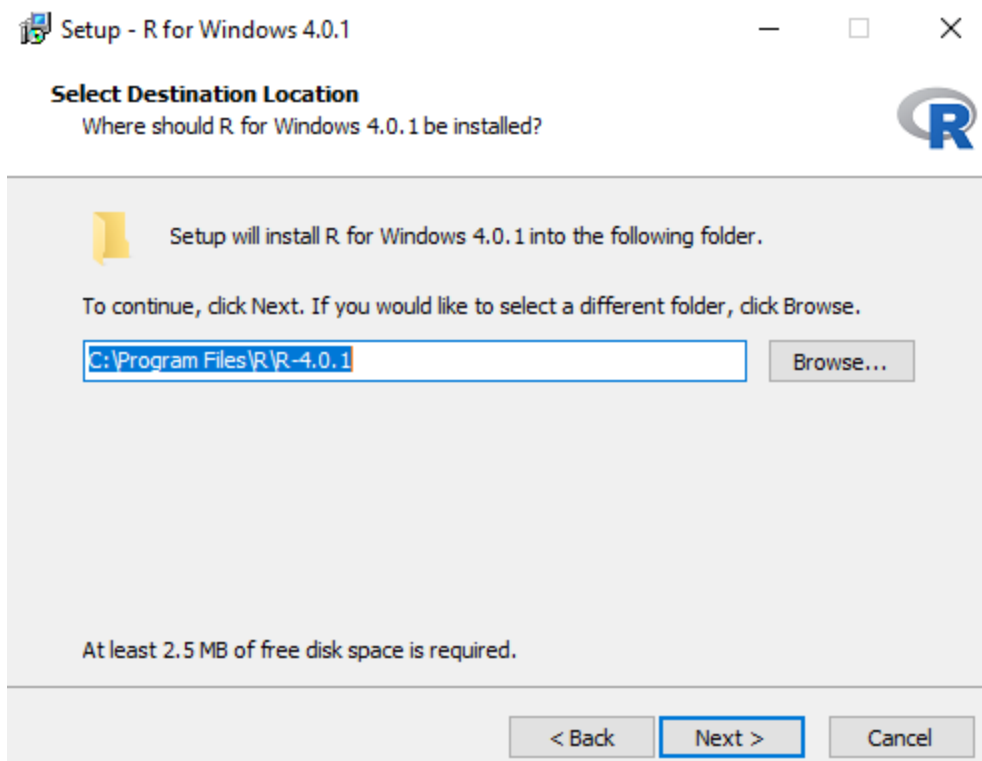 Setup - R for Windows 4.0.1
Select Destination Location
Where should R for Windows 4.0.1 be installed?
R
Setup will install R for Windows 4.0.1 into the following folder.
To continue, click Next. If you would like to select a different folder, click Browse.
C:\Program Files\R\R-4.0.1 Browse...
At least 2.5 MB of free disk space is required.
< Back Next > Cancel